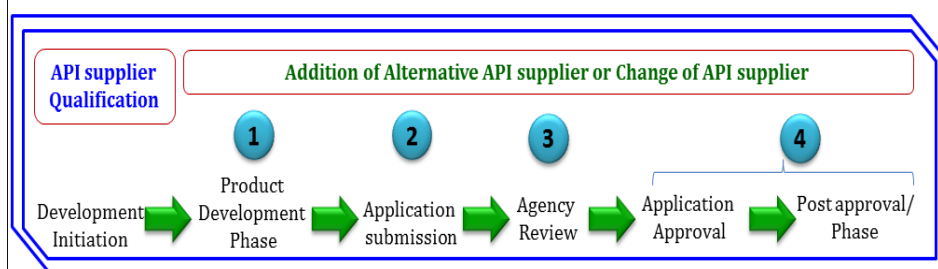 API supplier
Qualification
Addition of Alternative API supplier or Change of API supplier
1
2
3
4
Development
Initiation
Product
Development
Phase
Application
submission
Agency
Review
Application
Approval
Post approval/
Phase